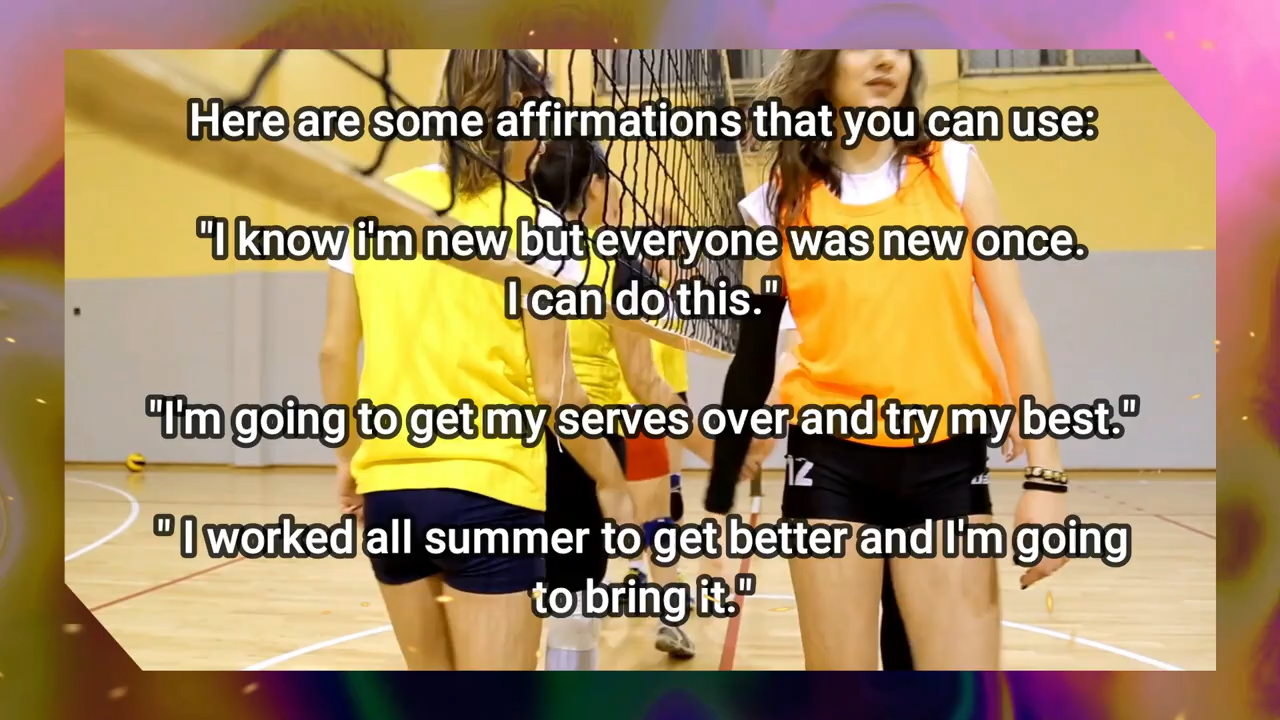 Here are some affirmations that you can use:
"I know i'm new but everyone was new once.
I can do this."
"I'm going to get my serves over and try my best."
" I worked all summer to get better and I'm going
to bring it."
12